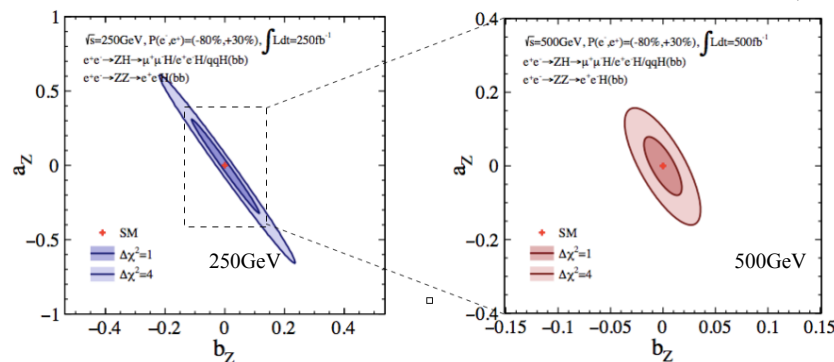 √s=250GeV, P(e⁻,e⁺)=(-80%,+30%), ∫Ldt=250fb⁻¹
e⁺e⁻→ZH→μ⁺μ⁻H/e⁺e⁻H/qqH(bb)
e⁺e⁻→ZZ→e⁺e⁻H(bb)
1
0.5
0
-0.5
-1
a_Z
SM
Δχ²=1
Δχ²=4
250GeV
-0.4
-0.2
0
0.2
0.4
b_Z
√s=500GeV, P(e⁻,e⁺)=(-80%,+30%), ∫Ldt=500fb⁻¹
e⁺e⁻→ZH→μ⁺μ⁻H/e⁺e⁻H/qqH(bb)
e⁺e⁻→ZZ→e⁺e⁻H(bb)
0.4
0.2
0
-0.2
-0.4
a_Z
SM
Δχ²=1
Δχ²=4
500GeV
-0.15
-0.1
-0.05
0
0.05
0.1
0.15
b_Z